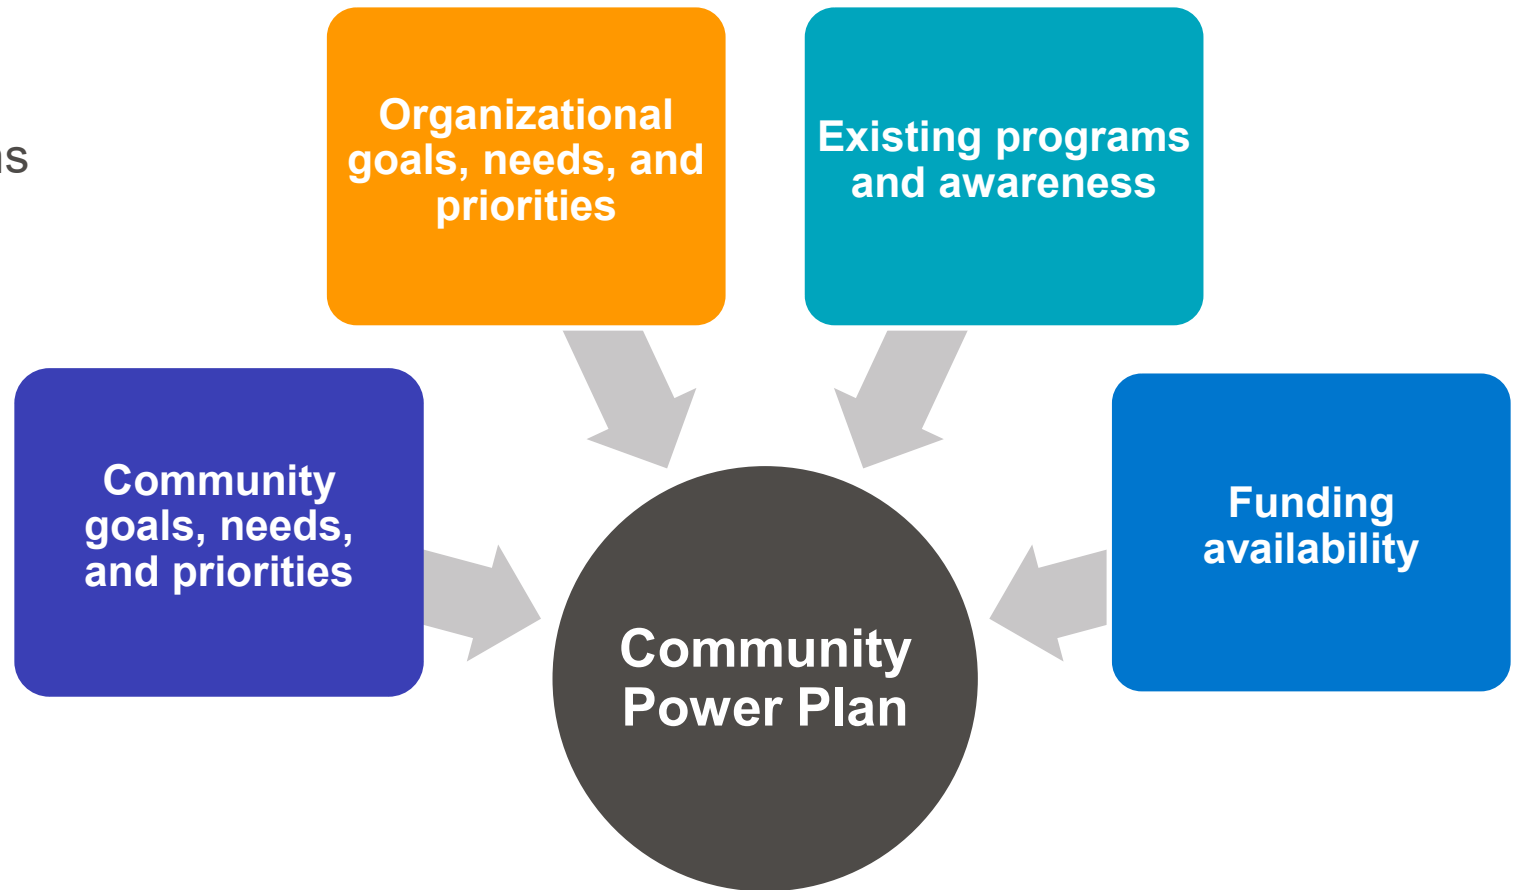 Organizational
goals, needs, and
priorities
Existing programs
and awareness
Community
goals, needs,
and priorities
Funding
availability
Community
Power Plan